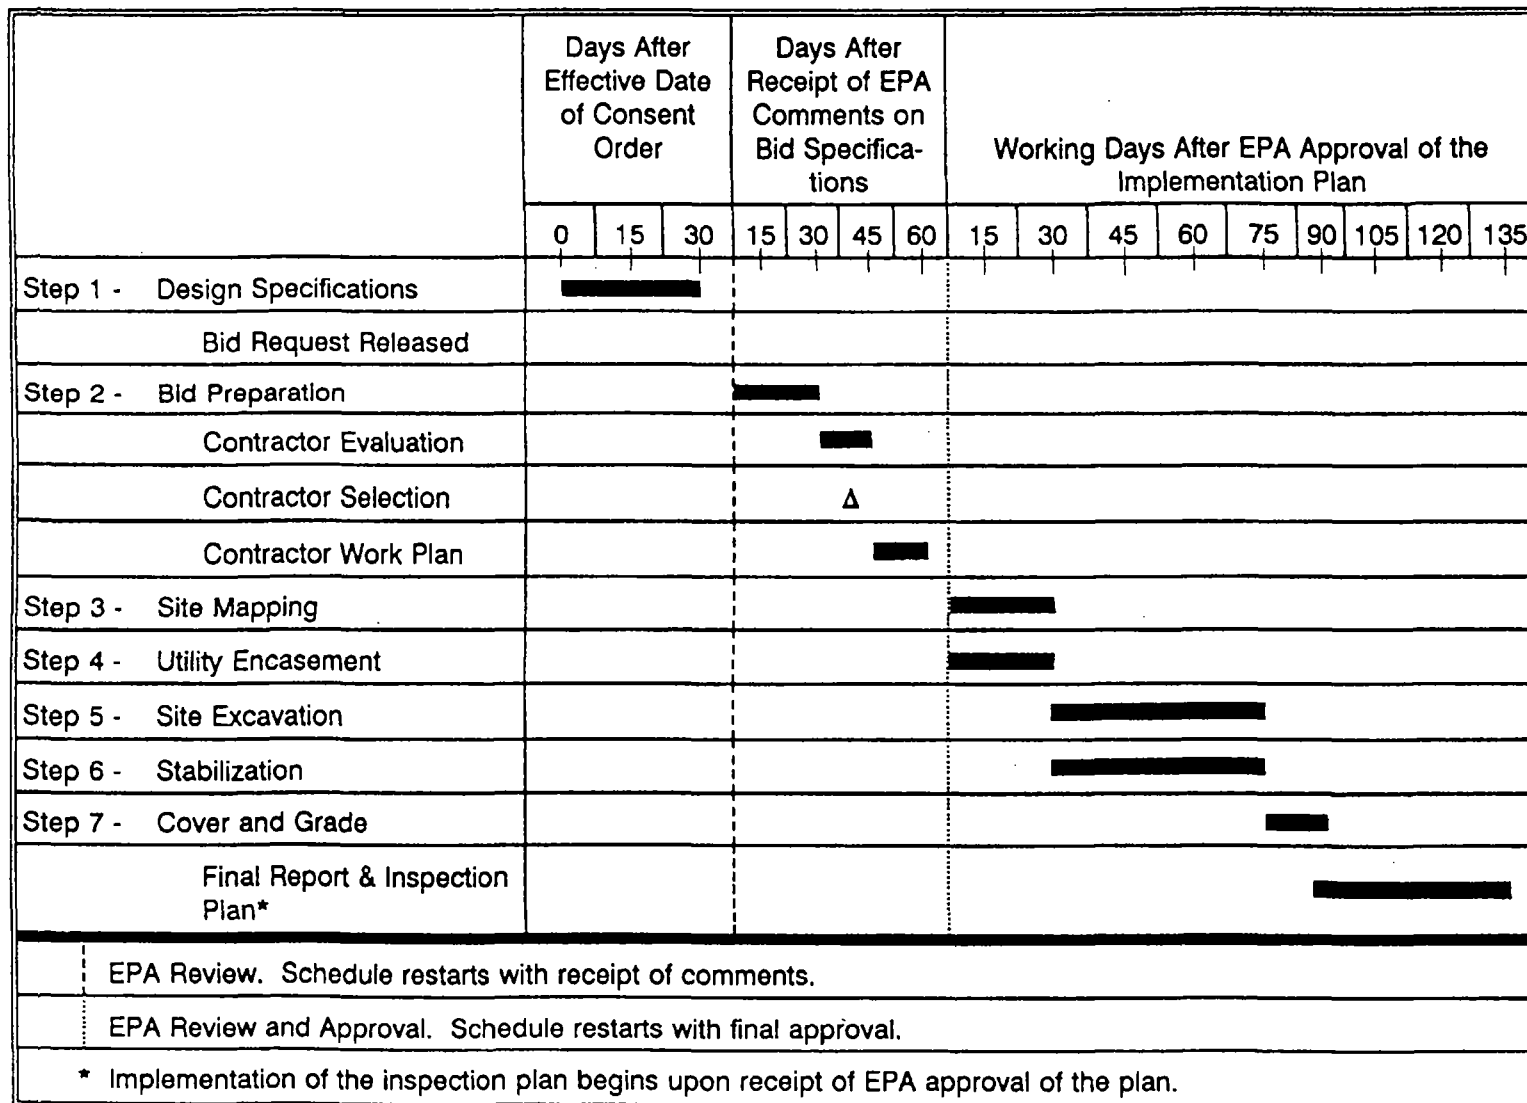 Days After
Effective Date
of Consent
Order
Days After
Receipt of EPA
Comments on
Bid Specifica-
tions
Working Days After EPA Approval of the
Implementation Plan
0 15 30 15 30 45 60 15 30 45 60 75 90 105 120 135
Step 1 - Design Specifications
Bid Request Released
Step 2 - Bid Preparation
Contractor Evaluation
Contractor Selection
Contractor Work Plan
Step 3 - Site Mapping
Step 4 - Utility Encasement
Step 5 - Site Excavation
Step 6 - Stabilization
Step 7 - Cover and Grade
Final Report & Inspection
Plan*
EPA Review. Schedule restarts with receipt of comments.
EPA Review and Approval. Schedule restarts with final approval.
* Implementation of the inspection plan begins upon receipt of EPA approval of the plan.